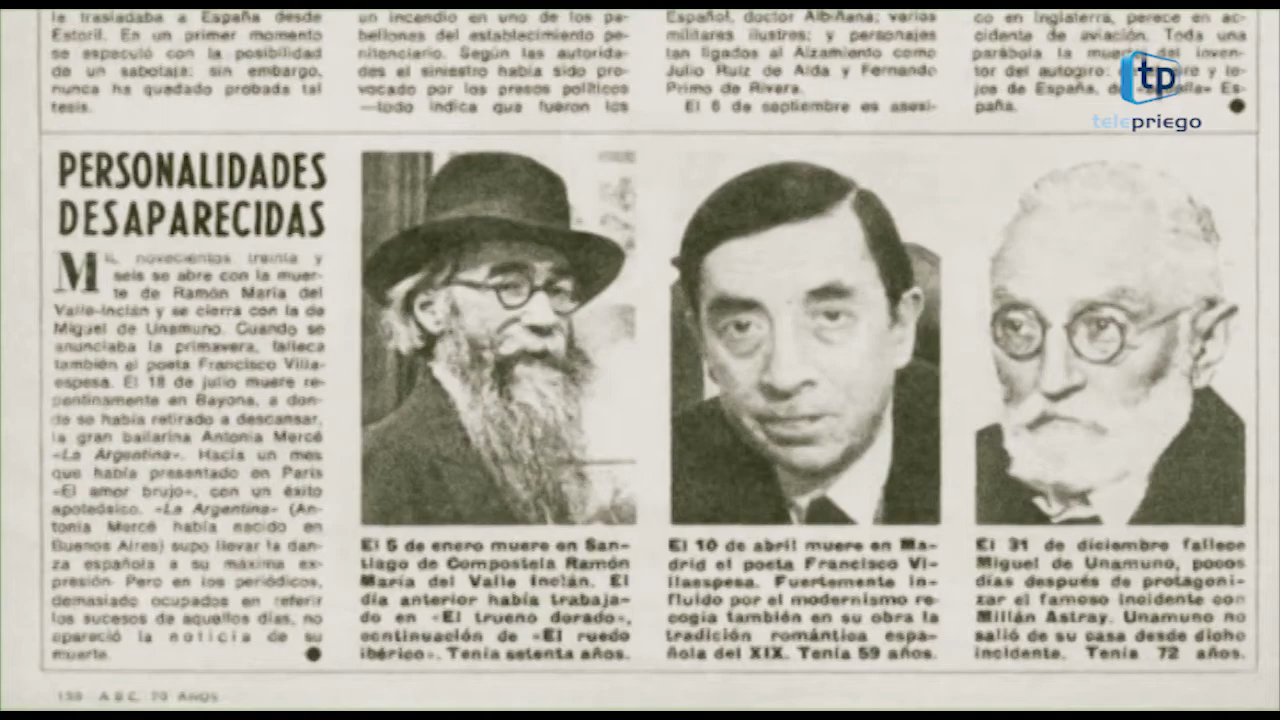 le trasladaba a España desde
Estoril. En un primer momento
se especuló con la posibilidad
de un sabotaje; sin embargo,
nunca ha quedado probada tal
tesis.
un incendio en uno de los pa-
bellones del establecimiento pe-
nitenciario. Según las autorida-
des el siniestro había sido pro-
vocado por los presos políticos
—todo indica que fueron los
Español, doctor Albiñana; varios
militares ilustres; y personajes
tan ligados al Alzamiento como
Julio Ruiz de Alda y Fernando
Primo de Rivera.
El 6 de septiembre es asesi-
co en Inglaterra, perece en ac-
cidente de aviación. Toda una
parábola la muerte del inven-
tor del autogiro: y le-
jos de España, de Es-
paña.
tp
telepriego
PERSONALIDADES
DESAPARECIDAS
MIL novecientos treinta y
seis se abre con la muer-
te de Ramón María del
Valle-Inclán y se cierra con la de
Miguel de Unamuno. Cuando se
anunciaba la primavera, fallece
también el poeta Francisco Villa-
espesa. El 18 de julio muere re-
pentinamente en Bayona, a don-
de se había retirado a descansar,
la gran bailarina Antonia Mercé
«La Argentina». Hacía un mes
que había presentado en París
«El amor brujo», con un éxito
apoteósico. «La Argentina» (An-
tonia Mercé había nacido en
Buenos Aires) supo llevar la dan-
za española a su máxima ex-
presión. Pero en los periódicos,
demasiado ocupados en referir
los sucesos de aquellos días, no
apareció la noticia de su
muerte.
El 5 de enero muere en San-
tiago de Compostela Ramón
María del Valle Inclán. El
día anterior había trabaja-
do en «El trueno dorado»,
continuación de «El ruedo
ibérico». Tenía setenta años.
El 10 de abril muere en Ma-
drid el poeta Francisco Vi-
llaespesa. Fuertemente in-
fluido por el modernismo re-
cogía también en su obra la
tradición romántica espa-
ñola del XIX. Tenía 59 años.
El 31 de diciembre fallece
Miguel de Unamuno, pocos
días después de protagoni-
zar el famoso incidente con
Millán Astray. Unamuno no
salió de su casa desde dicho
incidente. Tenía 72 años.
A B C, 70 AÑOS